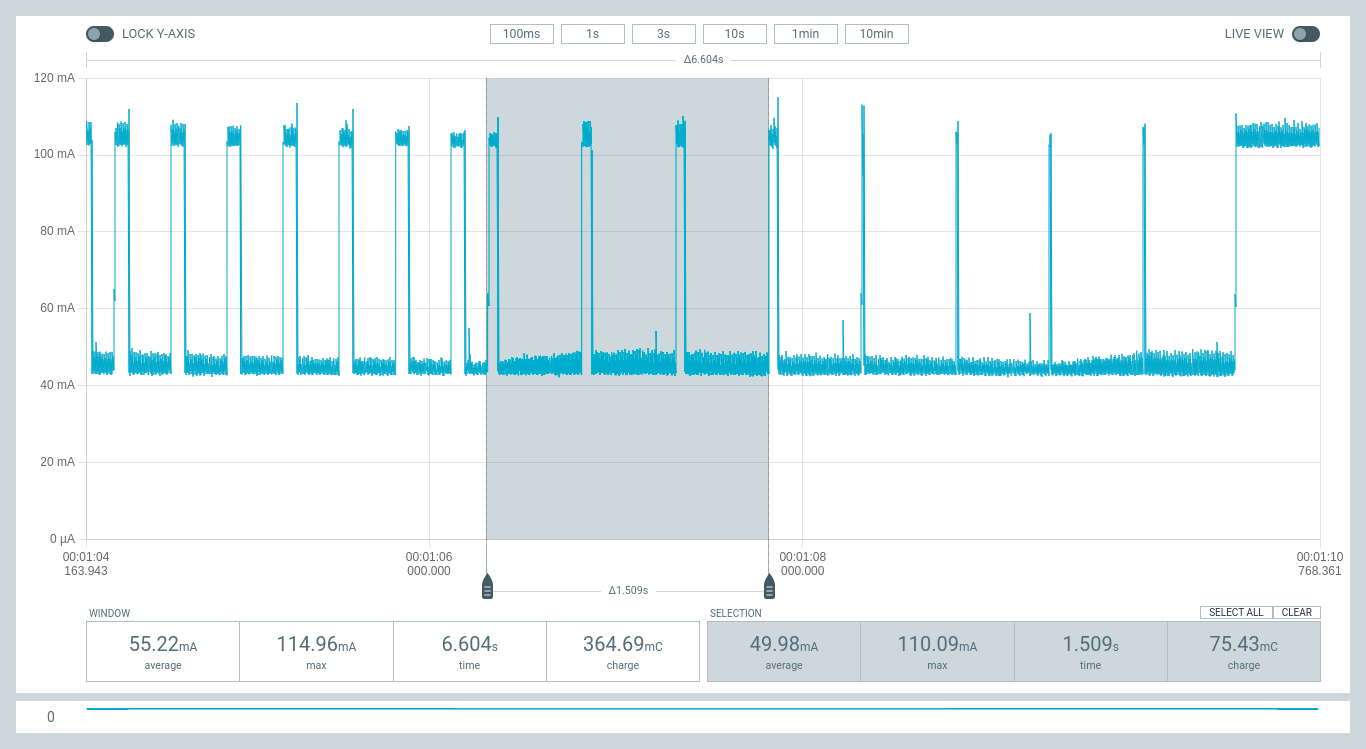 LOCK Y-AXIS 100ms 1s 3s 10s 1min 10min LIVE VIEW
Δ6.604s
120 mA
100 mA
80 mA
60 mA
40 mA
20 mA
0 µA
00:01:04 00:01:06 00:01:08 00:01:10
163.943 000.000 000.000 768.361
Δ1.509s
WINDOW SELECTION SELECT ALL CLEAR
55.22mA 114.96mA 6.604s 364.69mC 49.98mA 110.09mA 1.509s 75.43mC
average max time charge average max time charge
0